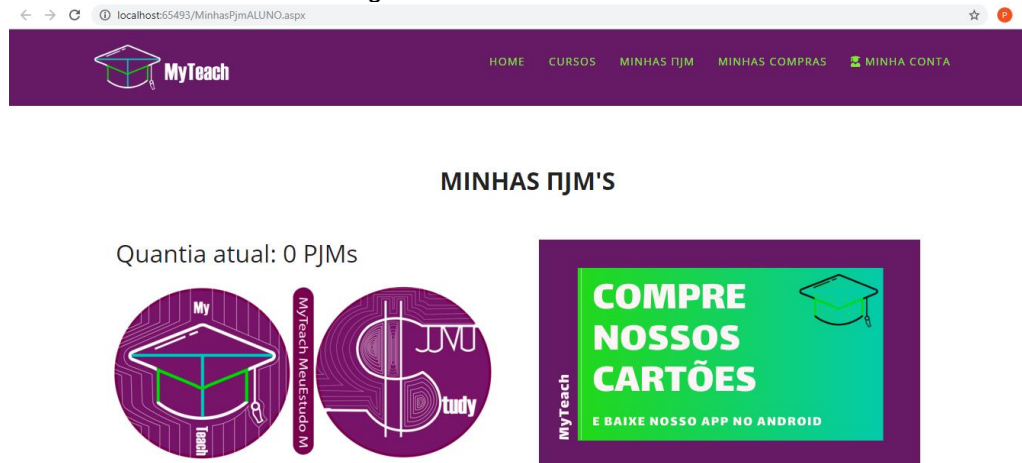 localhost:65493/MinhasPjmALUNO.aspx
P
MyTeach
HOME CURSOS MINHAS ПJM MINHAS COMPRAS MINHA CONTA
MINHAS ПJM'S
Quantia atual: 0 PJMs
My
Teach
MyTeach MeuEstudo M
tudy
COMPRE
NOSSOS
CARTÕES
E BAIXE NOSSO APP NO ANDROID
MyTeach